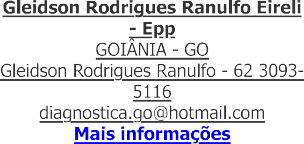 Gleidson Rodrigues Ranulfo Eireli
- Epp
GOIÂNIA - GO
Gleidson Rodrigues Ranulfo - 62 3093-
5116
diagnostica.go@hotmail.com
Mais informações